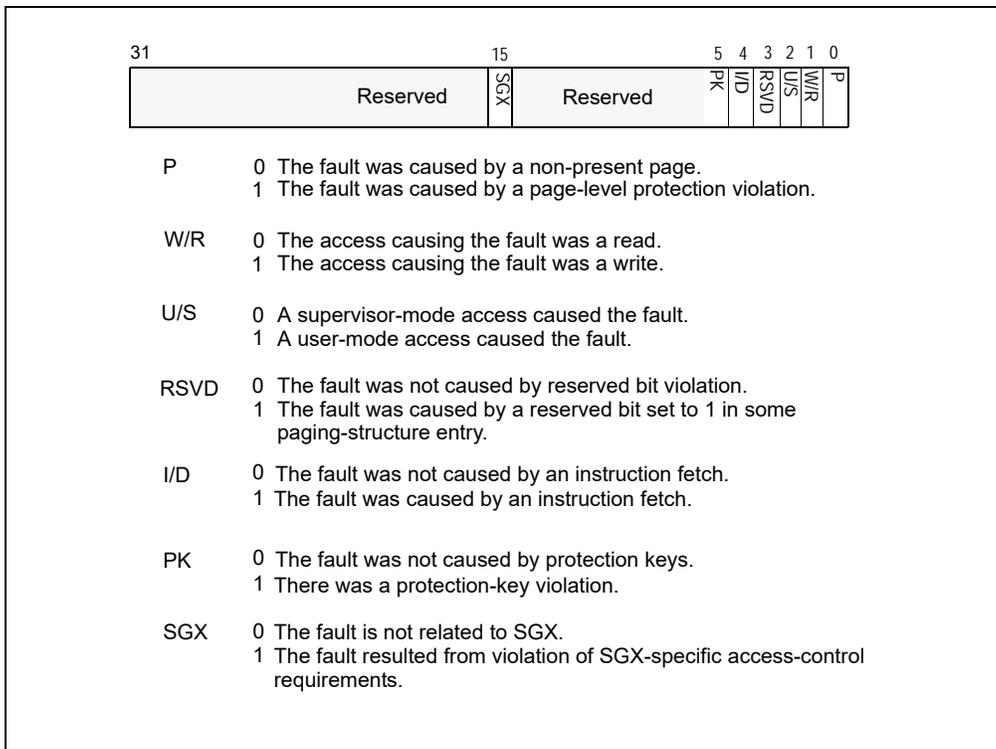 31 15 5 4 3 2 1 0
Reserved SGX Reserved PK I/D RSVD U/S W/R P
P 0 The fault was caused by a non-present page.
1 The fault was caused by a page-level protection violation.
W/R 0 The access causing the fault was a read.
1 The access causing the fault was a write.
U/S 0 A supervisor-mode access caused the fault.
1 A user-mode access caused the fault.
RSVD 0 The fault was not caused by reserved bit violation.
1 The fault was caused by a reserved bit set to 1 in some
paging-structure entry.
I/D 0 The fault was not caused by an instruction fetch.
1 The fault was caused by an instruction fetch.
PK 0 The fault was not caused by protection keys.
1 There was a protection-key violation.
SGX 0 The fault is not related to SGX.
1 The fault resulted from violation of SGX-specific access-control
requirements.